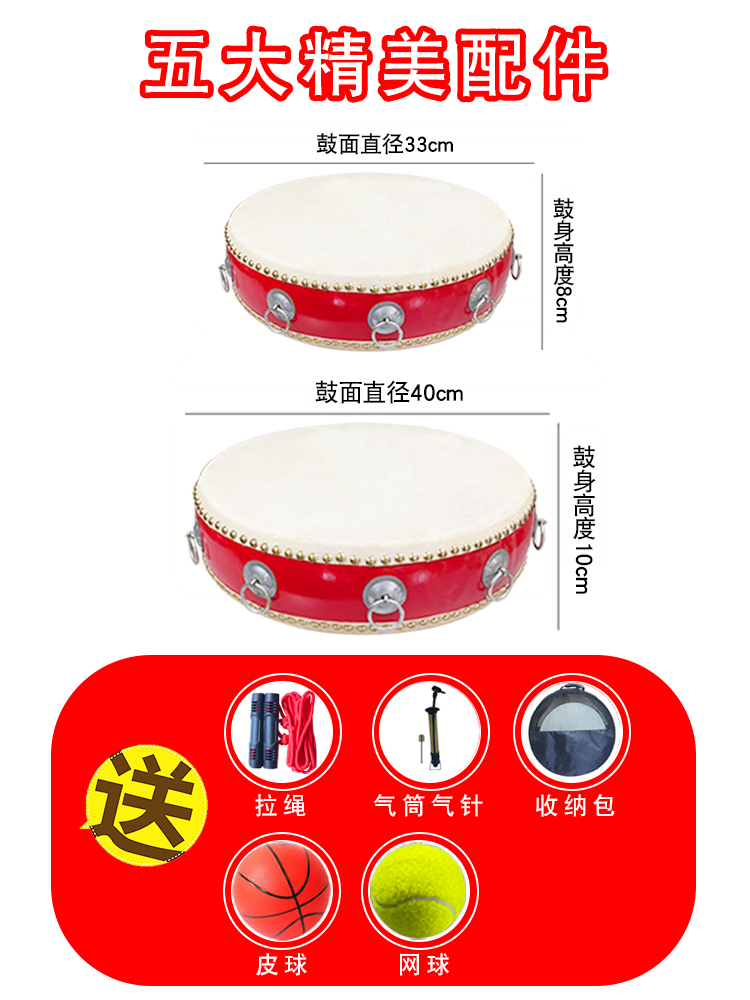 五大精美配件
鼓面直径33cm
鼓身高度8cm
鼓面直径40cm
鼓身高度10cm
送
拉绳
气筒气针
收纳包
皮球
网球